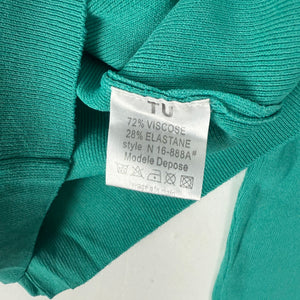 TU
72% VISCOSE
28% ELASTANE
style N 16-888A#
Modele Depose